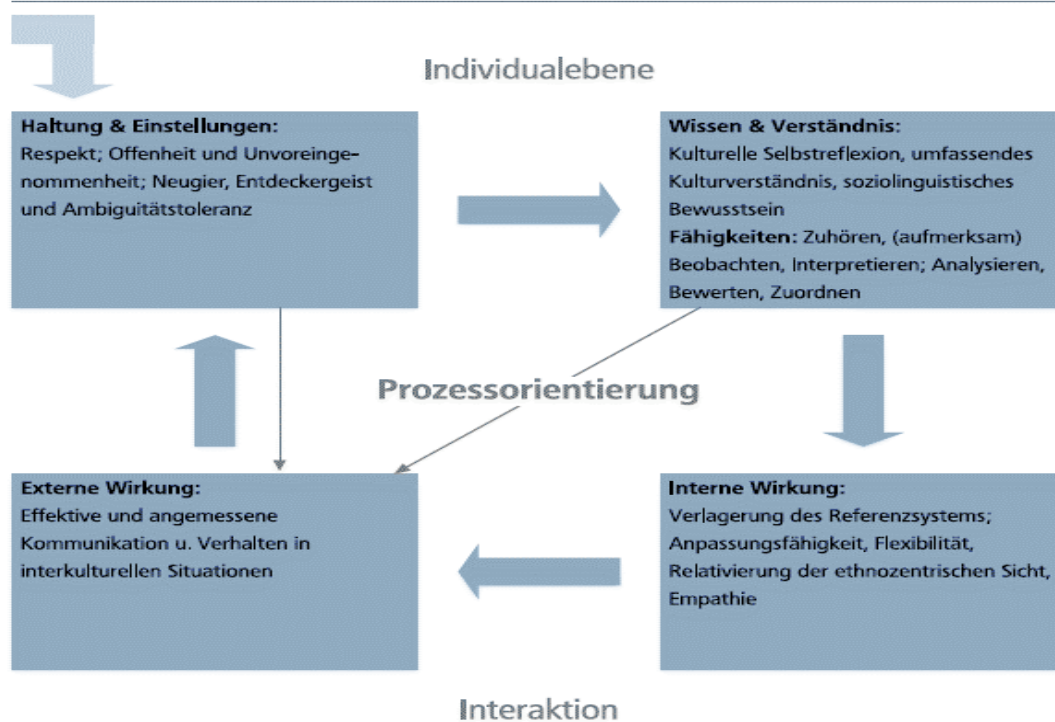 Individualebene
Haltung & Einstellungen:
Respekt; Offenheit und Unvoreinge-
nommenheit; Neugier, Entdeckergeist
und Ambiguitätstoleranz
Wissen & Verständnis:
Kulturelle Selbstreflexion, umfassendes
Kulturverständnis, soziolinguistisches
Bewusstsein
Fähigkeiten: Zuhören, (aufmerksam)
Beobachten, Interpretieren; Analysieren,
Bewerten, Zuordnen
Prozessorientierung
Externe Wirkung:
Effektive und angemessene
Kommunikation u. Verhalten in
interkulturellen Situationen
Interne Wirkung:
Verlagerung des Referenzsystems;
Anpassungsfähigkeit, Flexibilität,
Relativierung der ethnozentrischen Sicht,
Empathie
Interaktion